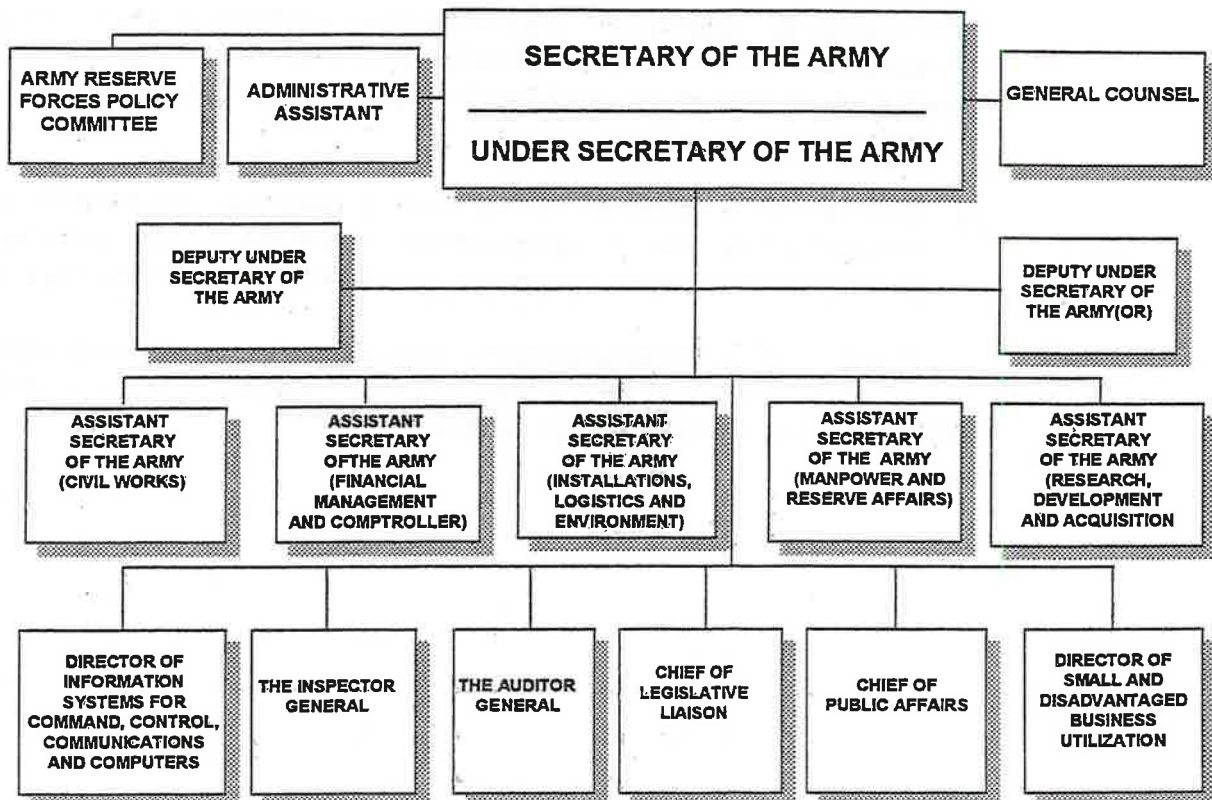 ARMY RESERVE
FORCES POLICY
COMMITTEE
ADMINISTRATIVE
ASSISTANT
SECRETARY OF THE ARMY
UNDER SECRETARY OF THE ARMY
GENERAL COUNSEL
DEPUTY UNDER
SECRETARY OF
THE ARMY
DEPUTY UNDER
SECRETARY OF
THE ARMY(OR)
ASSISTANT
SECRETARY
OF THE ARMY
(CIVIL WORKS)
ASSISTANT
SECRETARY
OFTHE ARMY
(FINANCIAL
MANAGEMENT
AND COMPTROLLER)
ASSISTANT
SECRETARY
OF THE ARMY
(INSTALLATIONS,
LOGISTICS AND
ENVIRONMENT)
ASSISTANT
SECRETARY
OF THE ARMY
(MANPOWER AND
RESERVE AFFAIRS)
ASSISTANT
SECRETARY
OF THE ARMY
(RESEARCH,
DEVELOPMENT
AND ACQUISITION
DIRECTOR OF
INFORMATION
SYSTEMS FOR
COMMAND, CONTROL,
COMMUNICATIONS
AND COMPUTERS
THE INSPECTOR
GENERAL
THE AUDITOR
GENERAL
CHIEF OF
LEGISLATIVE
LIAISON
CHIEF OF
PUBLIC AFFAIRS
DIRECTOR OF
SMALL AND
DISADVANTAGED
BUSINESS
UTILIZATION